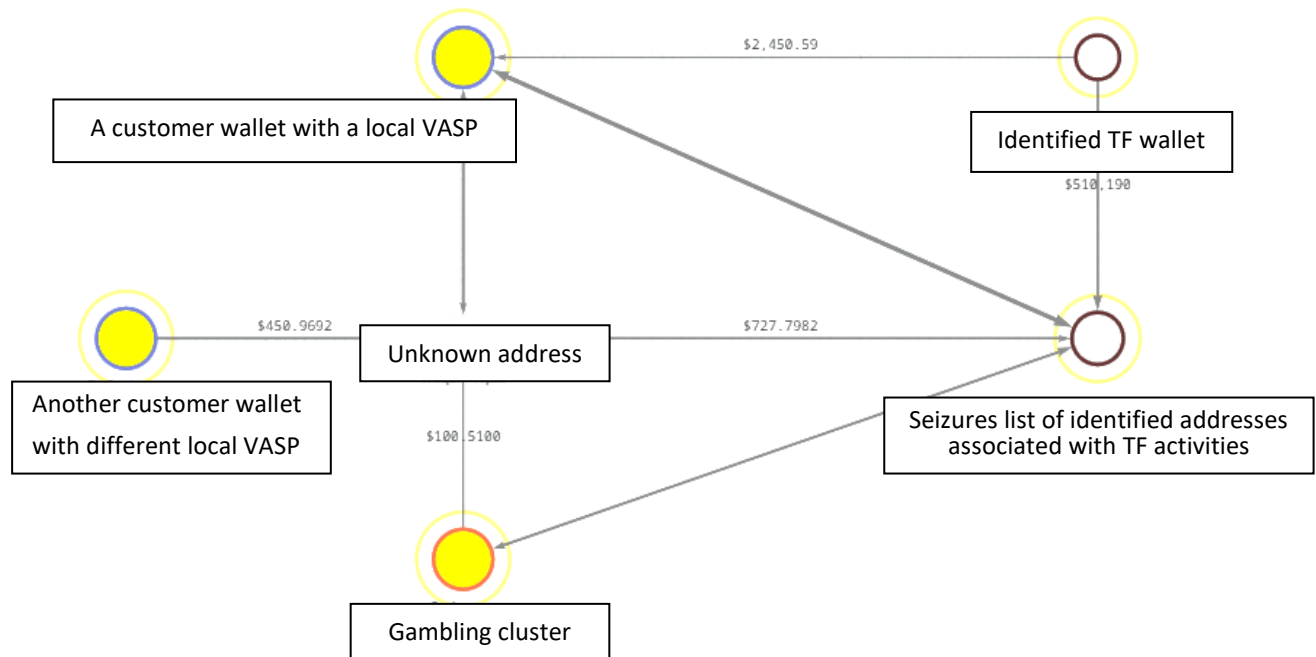 $2,450.59
A customer wallet with a local VASP
Identified TF wallet
$510,190
$450.9692
$727.7982
Unknown address
Another customer wallet
with different local VASP
Seizures list of identified addresses
associated with TF activities
$100.5100
Gambling cluster